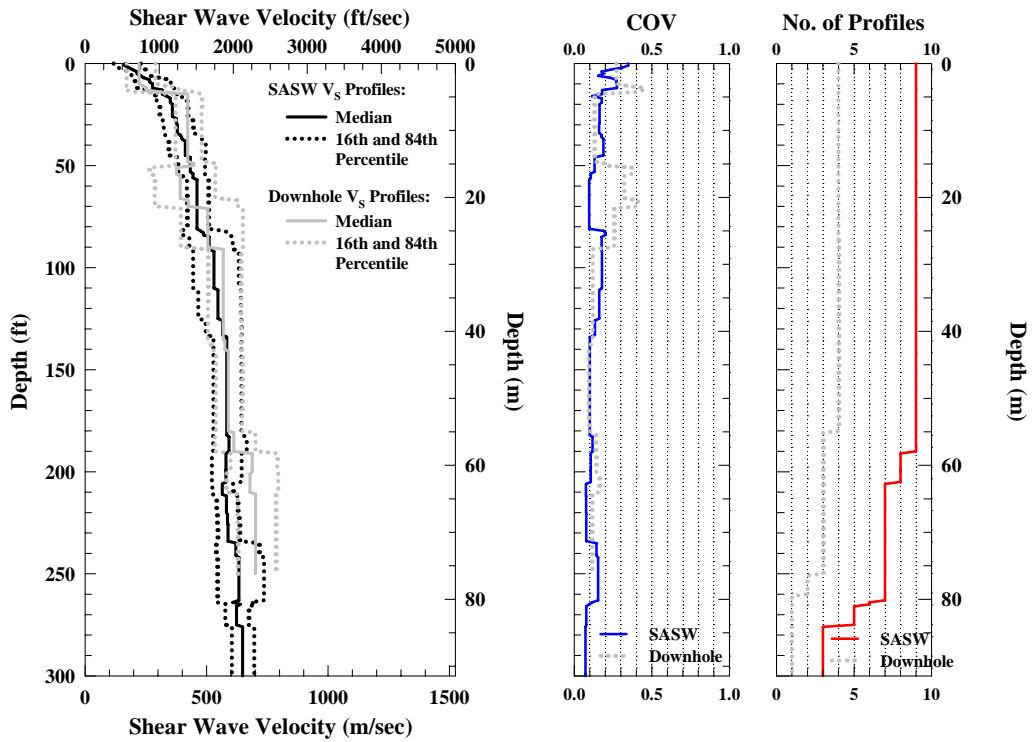 Shear Wave Velocity (ft/sec)
0 1000 2000 3000 4000 5000
0
50
100
150
200
250
300
Depth (ft)
SASW VS Profiles:
Median
16th and 84th
Percentile
Downhole VS Profiles:
Median
16th and 84th
Percentile
0
20
40
60
80
Depth (m)
0 500 1000 1500
Shear Wave Velocity (m/sec)
COV
0.0 0.5 1.0
SASW
Downhole
0.0 0.5 1.0
No. of Profiles
0 5 10
0
20
40
60
80
Depth (m)
SASW
Downhole
0 5 10